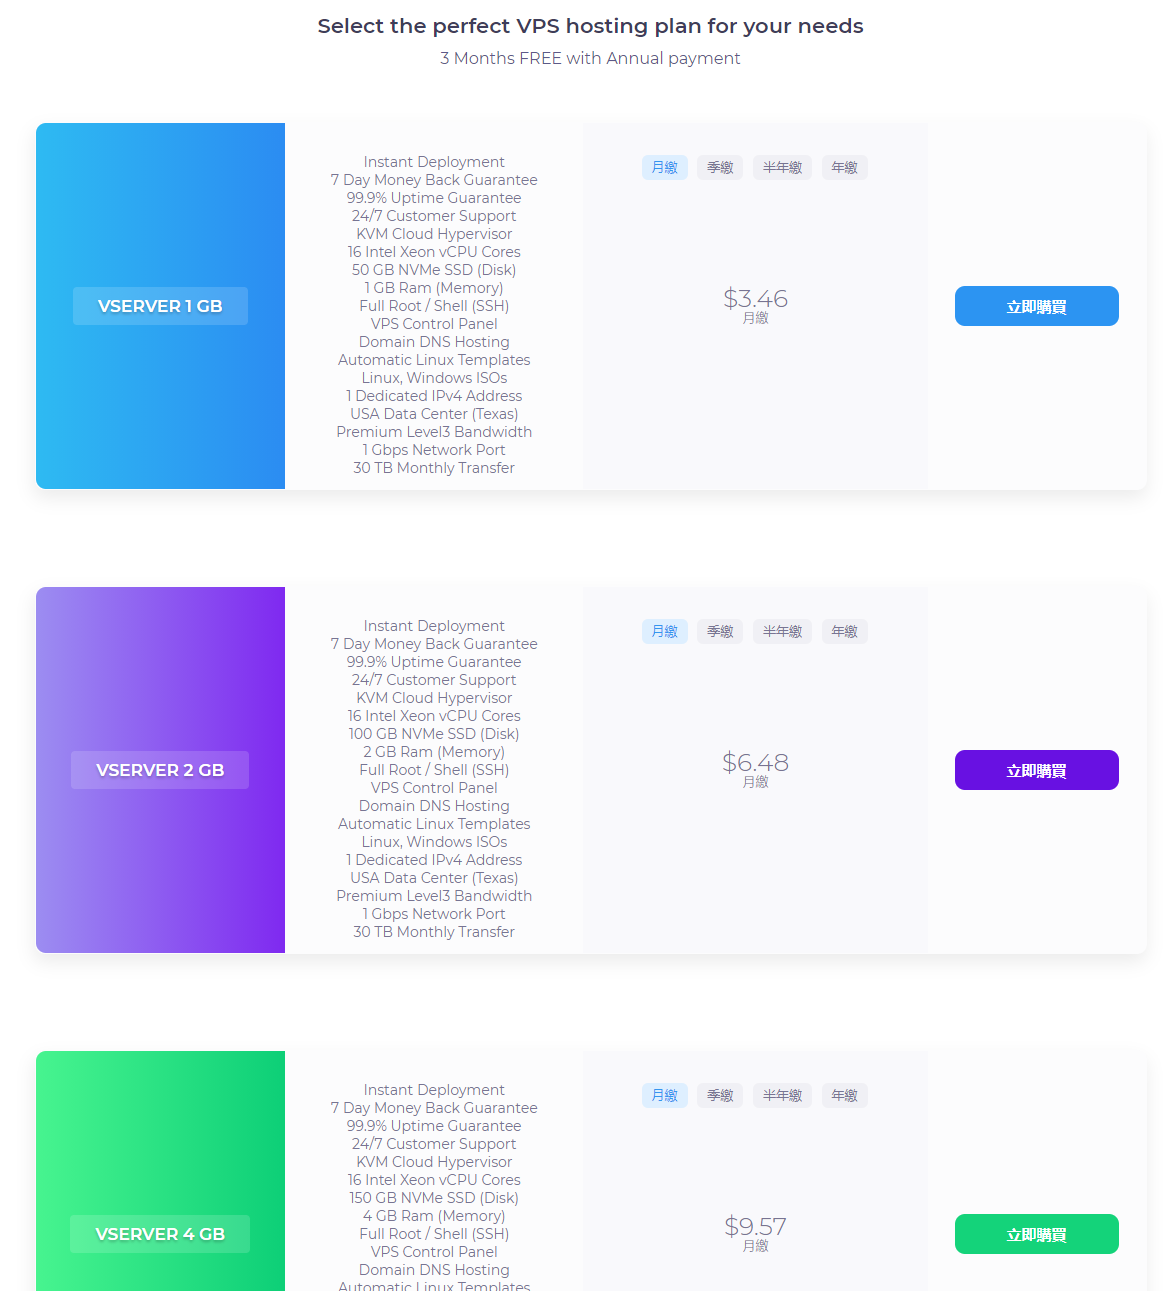 Select the perfect VPS hosting plan for your needs
3 Months FREE with Annual payment
VSERVER 1 GB
Instant Deployment
7 Day Money Back Guarantee
99.9% Uptime Guarantee
24/7 Customer Support
KVM Cloud Hypervisor
16 Intel Xeon vCPU Cores
50 GB NVMe SSD (Disk)
1 GB Ram (Memory)
Full Root / Shell (SSH)
VPS Control Panel
Domain DNS Hosting
Automatic Linux Templates
Linux, Windows ISOs
1 Dedicated IPv4 Address
USA Data Center (Texas)
Premium Level3 Bandwidth
1 Gbps Network Port
30 TB Monthly Transfer
月繳 季繳 半年繳 年繳
$3.46
月繳
立即購買
VSERVER 2 GB
Instant Deployment
7 Day Money Back Guarantee
99.9% Uptime Guarantee
24/7 Customer Support
KVM Cloud Hypervisor
16 Intel Xeon vCPU Cores
100 GB NVMe SSD (Disk)
2 GB Ram (Memory)
Full Root / Shell (SSH)
VPS Control Panel
Domain DNS Hosting
Automatic Linux Templates
Linux, Windows ISOs
1 Dedicated IPv4 Address
USA Data Center (Texas)
Premium Level3 Bandwidth
1 Gbps Network Port
30 TB Monthly Transfer
月繳 季繳 半年繳 年繳
$6.48
月繳
立即購買
VSERVER 4 GB
Instant Deployment
7 Day Money Back Guarantee
99.9% Uptime Guarantee
24/7 Customer Support
KVM Cloud Hypervisor
16 Intel Xeon vCPU Cores
150 GB NVMe SSD (Disk)
4 GB Ram (Memory)
Full Root / Shell (SSH)
VPS Control Panel
Domain DNS Hosting
Automatic Linux Templates
月繳 季繳 半年繳 年繳
$9.57
月繳
立即購買